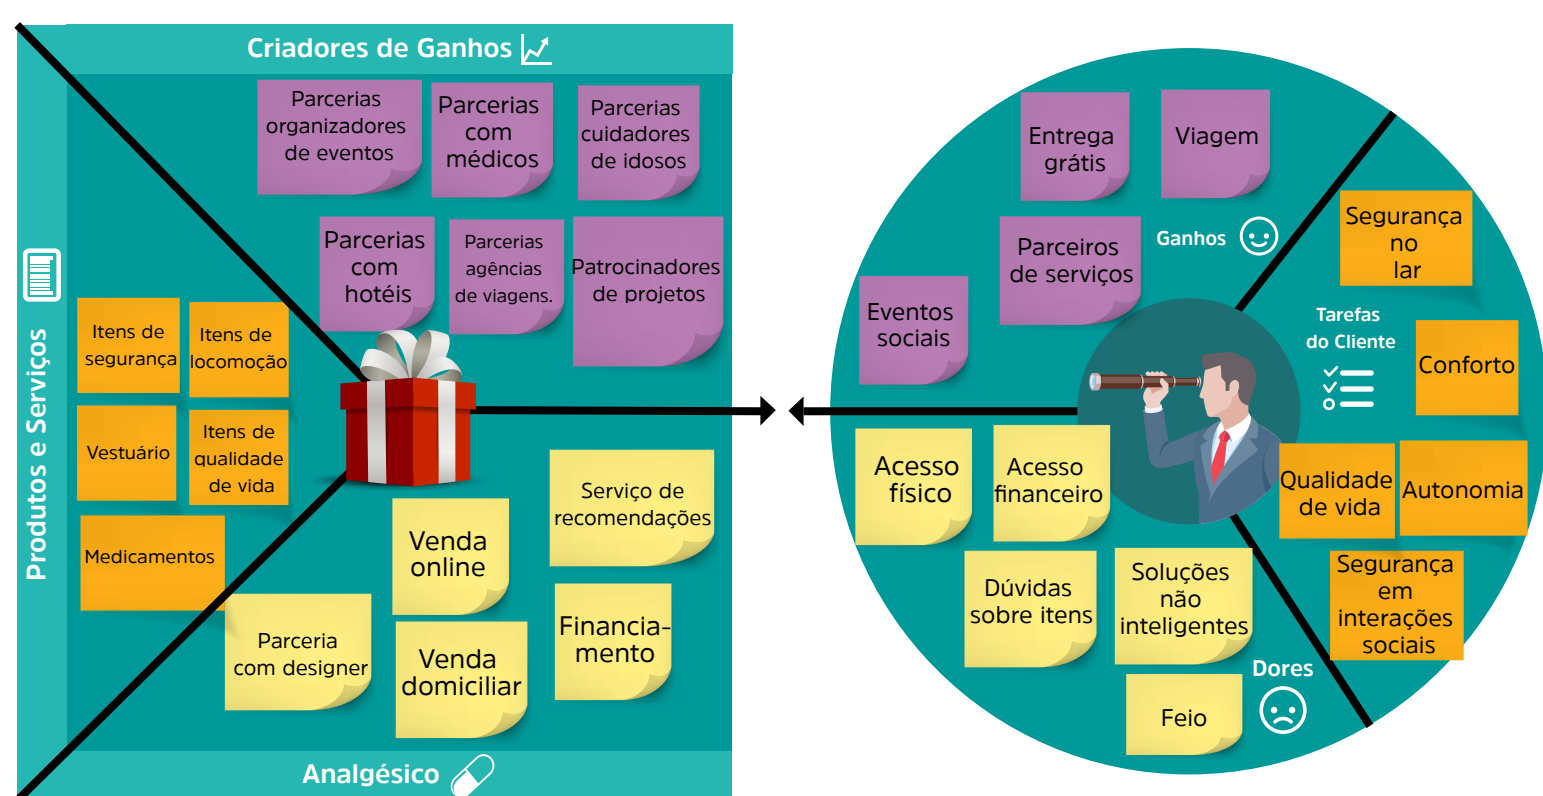 Criadores de Ganhos
Parcerias
organizadores
de eventos
Parcerias
com
médicos
Parcerias
cuidadores
de idosos
Parcerias
com
hotéis
Parcerias
agências
de viagens.
Patrocinadores
de projetos
Produtos e Serviços
Itens de
segurança
Itens de
locomoção
Vestuário
Itens de
qualidade
de vida
Medicamentos
Serviço de
recomendações
Venda
online
Financia-
mento
Parceria
com designer
Venda
domiciliar
Analgésico
Entrega
grátis
Viagem
Parceiros
de serviços
Ganhos
Eventos
sociais
Segurança
no
lar
Tarefas
do Cliente
Conforto
Qualidade
de vida
Autonomia
Segurança
em
interações
sociais
Acesso
físico
Acesso
financeiro
Dúvidas
sobre itens
Soluções
não
inteligentes
Dores
Feio